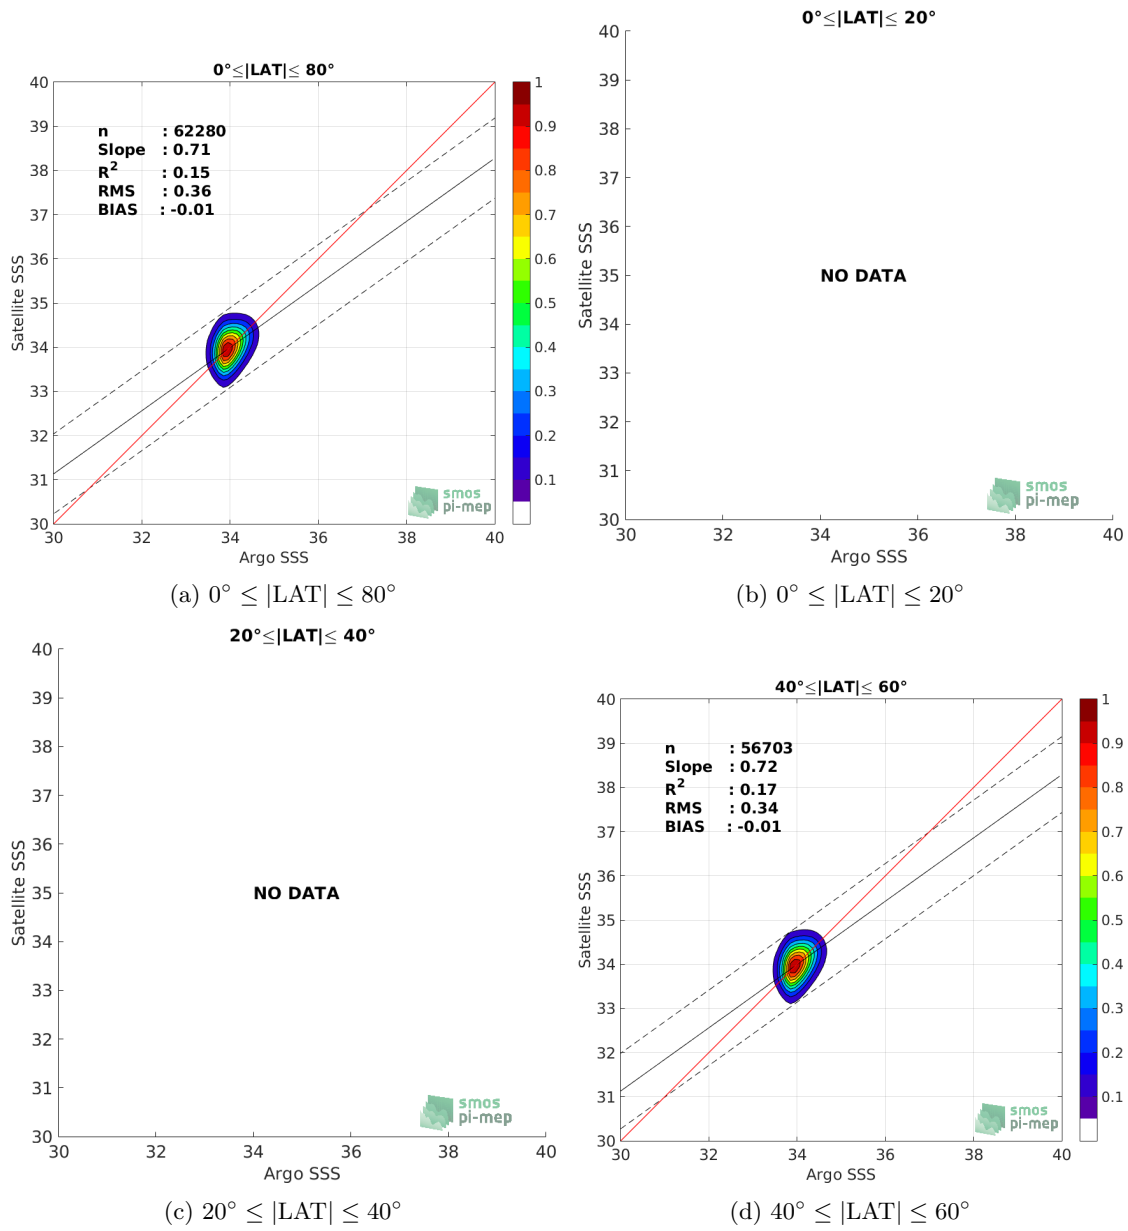 0°≤|LAT|≤ 80°
40
39
38
37
36
35
34
33
32
31
30
Satellite SSS
n : 62280
Slope : 0.71
R² : 0.15
RMS : 0.36
BIAS : -0.01
smos
pi-mep
30 32 34 36 38 40
Argo SSS
1
0.9
0.8
0.7
0.6
0.5
0.4
0.3
0.2
0.1
(a) 0° ≤ |LAT| ≤ 80°
0°≤|LAT|≤ 20°
40
39
38
37
36
35
34
33
32
31
30
Satellite SSS
NO DATA
smos
pi-mep
30 32 34 36 38 40
Argo SSS
(b) 0° ≤ |LAT| ≤ 20°
20°≤|LAT|≤ 40°
40
39
38
37
36
35
34
33
32
31
30
Satellite SSS
NO DATA
smos
pi-mep
30 32 34 36 38 40
Argo SSS
(c) 20° ≤ |LAT| ≤ 40°
40°≤|LAT|≤ 60°
40
39
38
37
36
35
34
33
32
31
30
Satellite SSS
n : 56703
Slope : 0.72
R² : 0.17
RMS : 0.34
BIAS : -0.01
smos
pi-mep
30 32 34 36 38 40
Argo SSS
1
0.9
0.8
0.7
0.6
0.5
0.4
0.3
0.2
0.1
(d) 40° ≤ |LAT| ≤ 60°